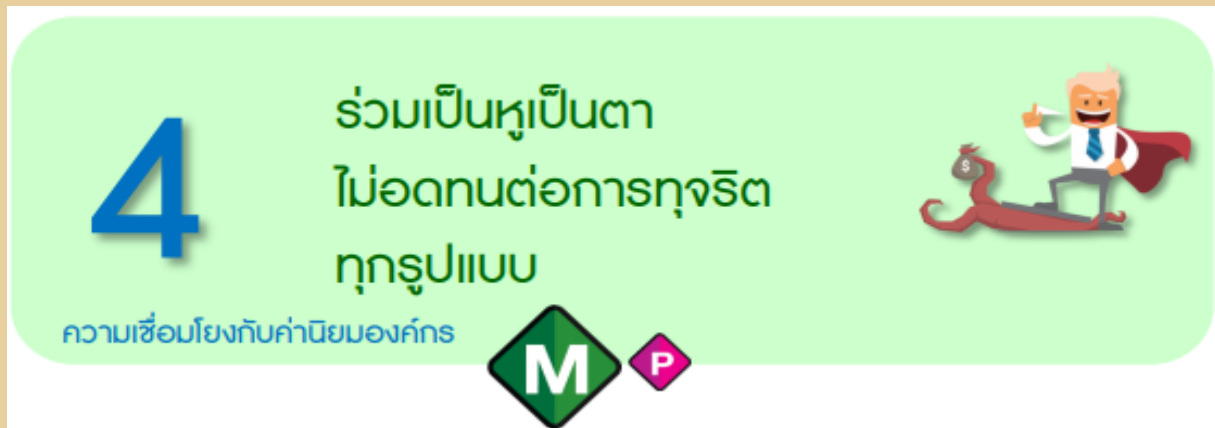 4
ร่วมเป็นหูเป็นตา
ไม่อดทนต่อการทุจริต
ทุกรูปแบบ
$
ความเชื่อมโยงกับค่านิยมองค์กร
M P